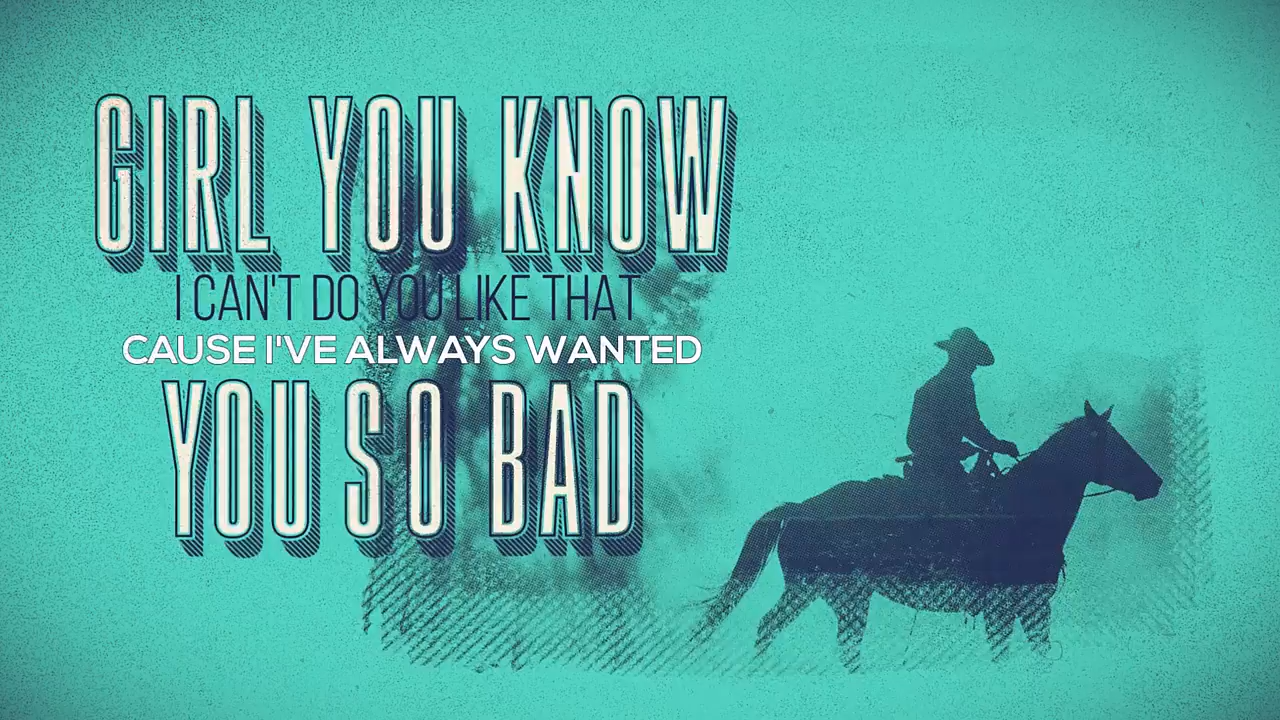 GIRL YOU KNOW
I CAN'T DO YOU LIKE THAT
CAUSE I'VE ALWAYS WANTED
YOU SO BAD